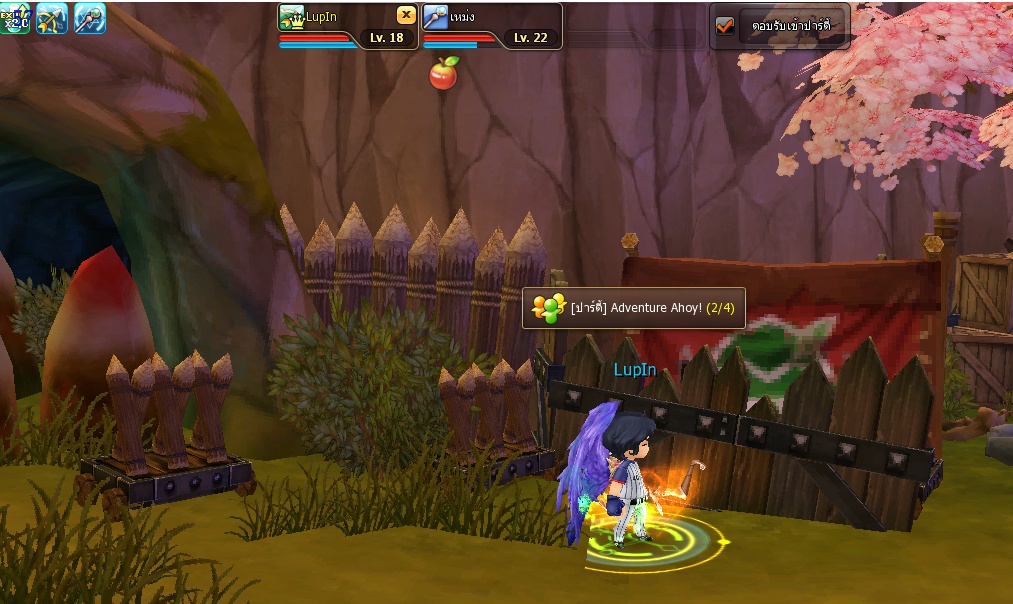 EXP
x2.0
LupIn
Lv. 18
เหม่ง
Lv. 22
ตอบรับเข้าปาร์ตี้
[ปาร์ตี้] Adventure Ahoy! (2/4)
LupIn